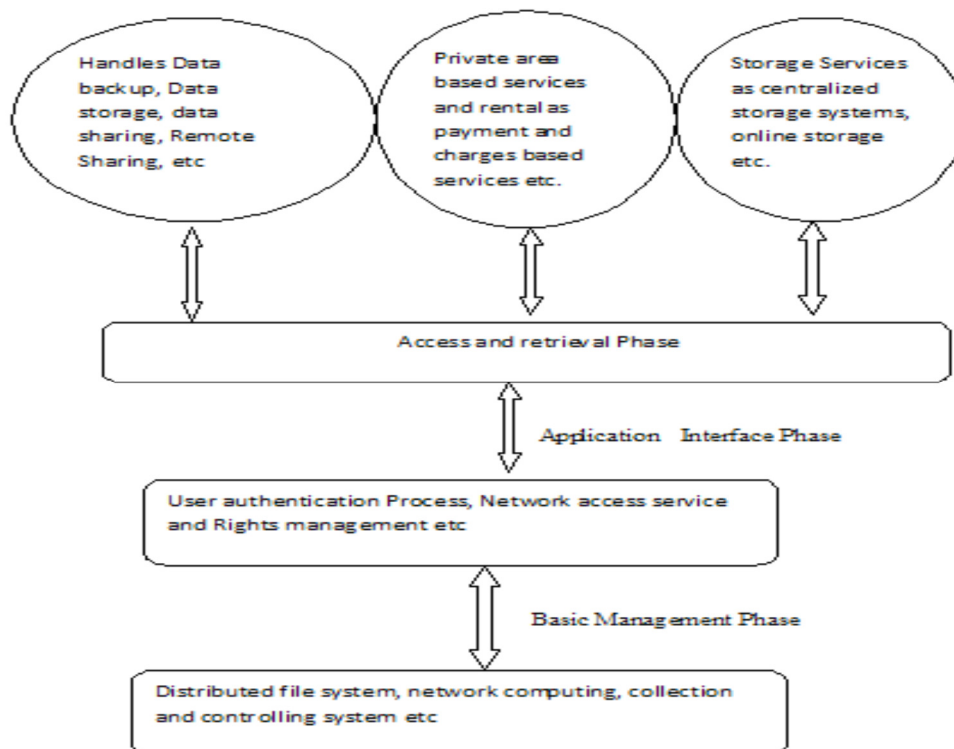 Handles Data
backup, Data
storage, data
sharing, Remote
Sharing, etc
Private area
based services
and rental as
payment and
charges based
services etc.
Storage Services
as centralized
storage systems,
online storage
etc.
Access and retrieval Phase
Application Interface Phase
User authentication Process, Network access service
and Rights management etc
Basic Management Phase
Distributed file system, network computing, collection
and controlling system etc